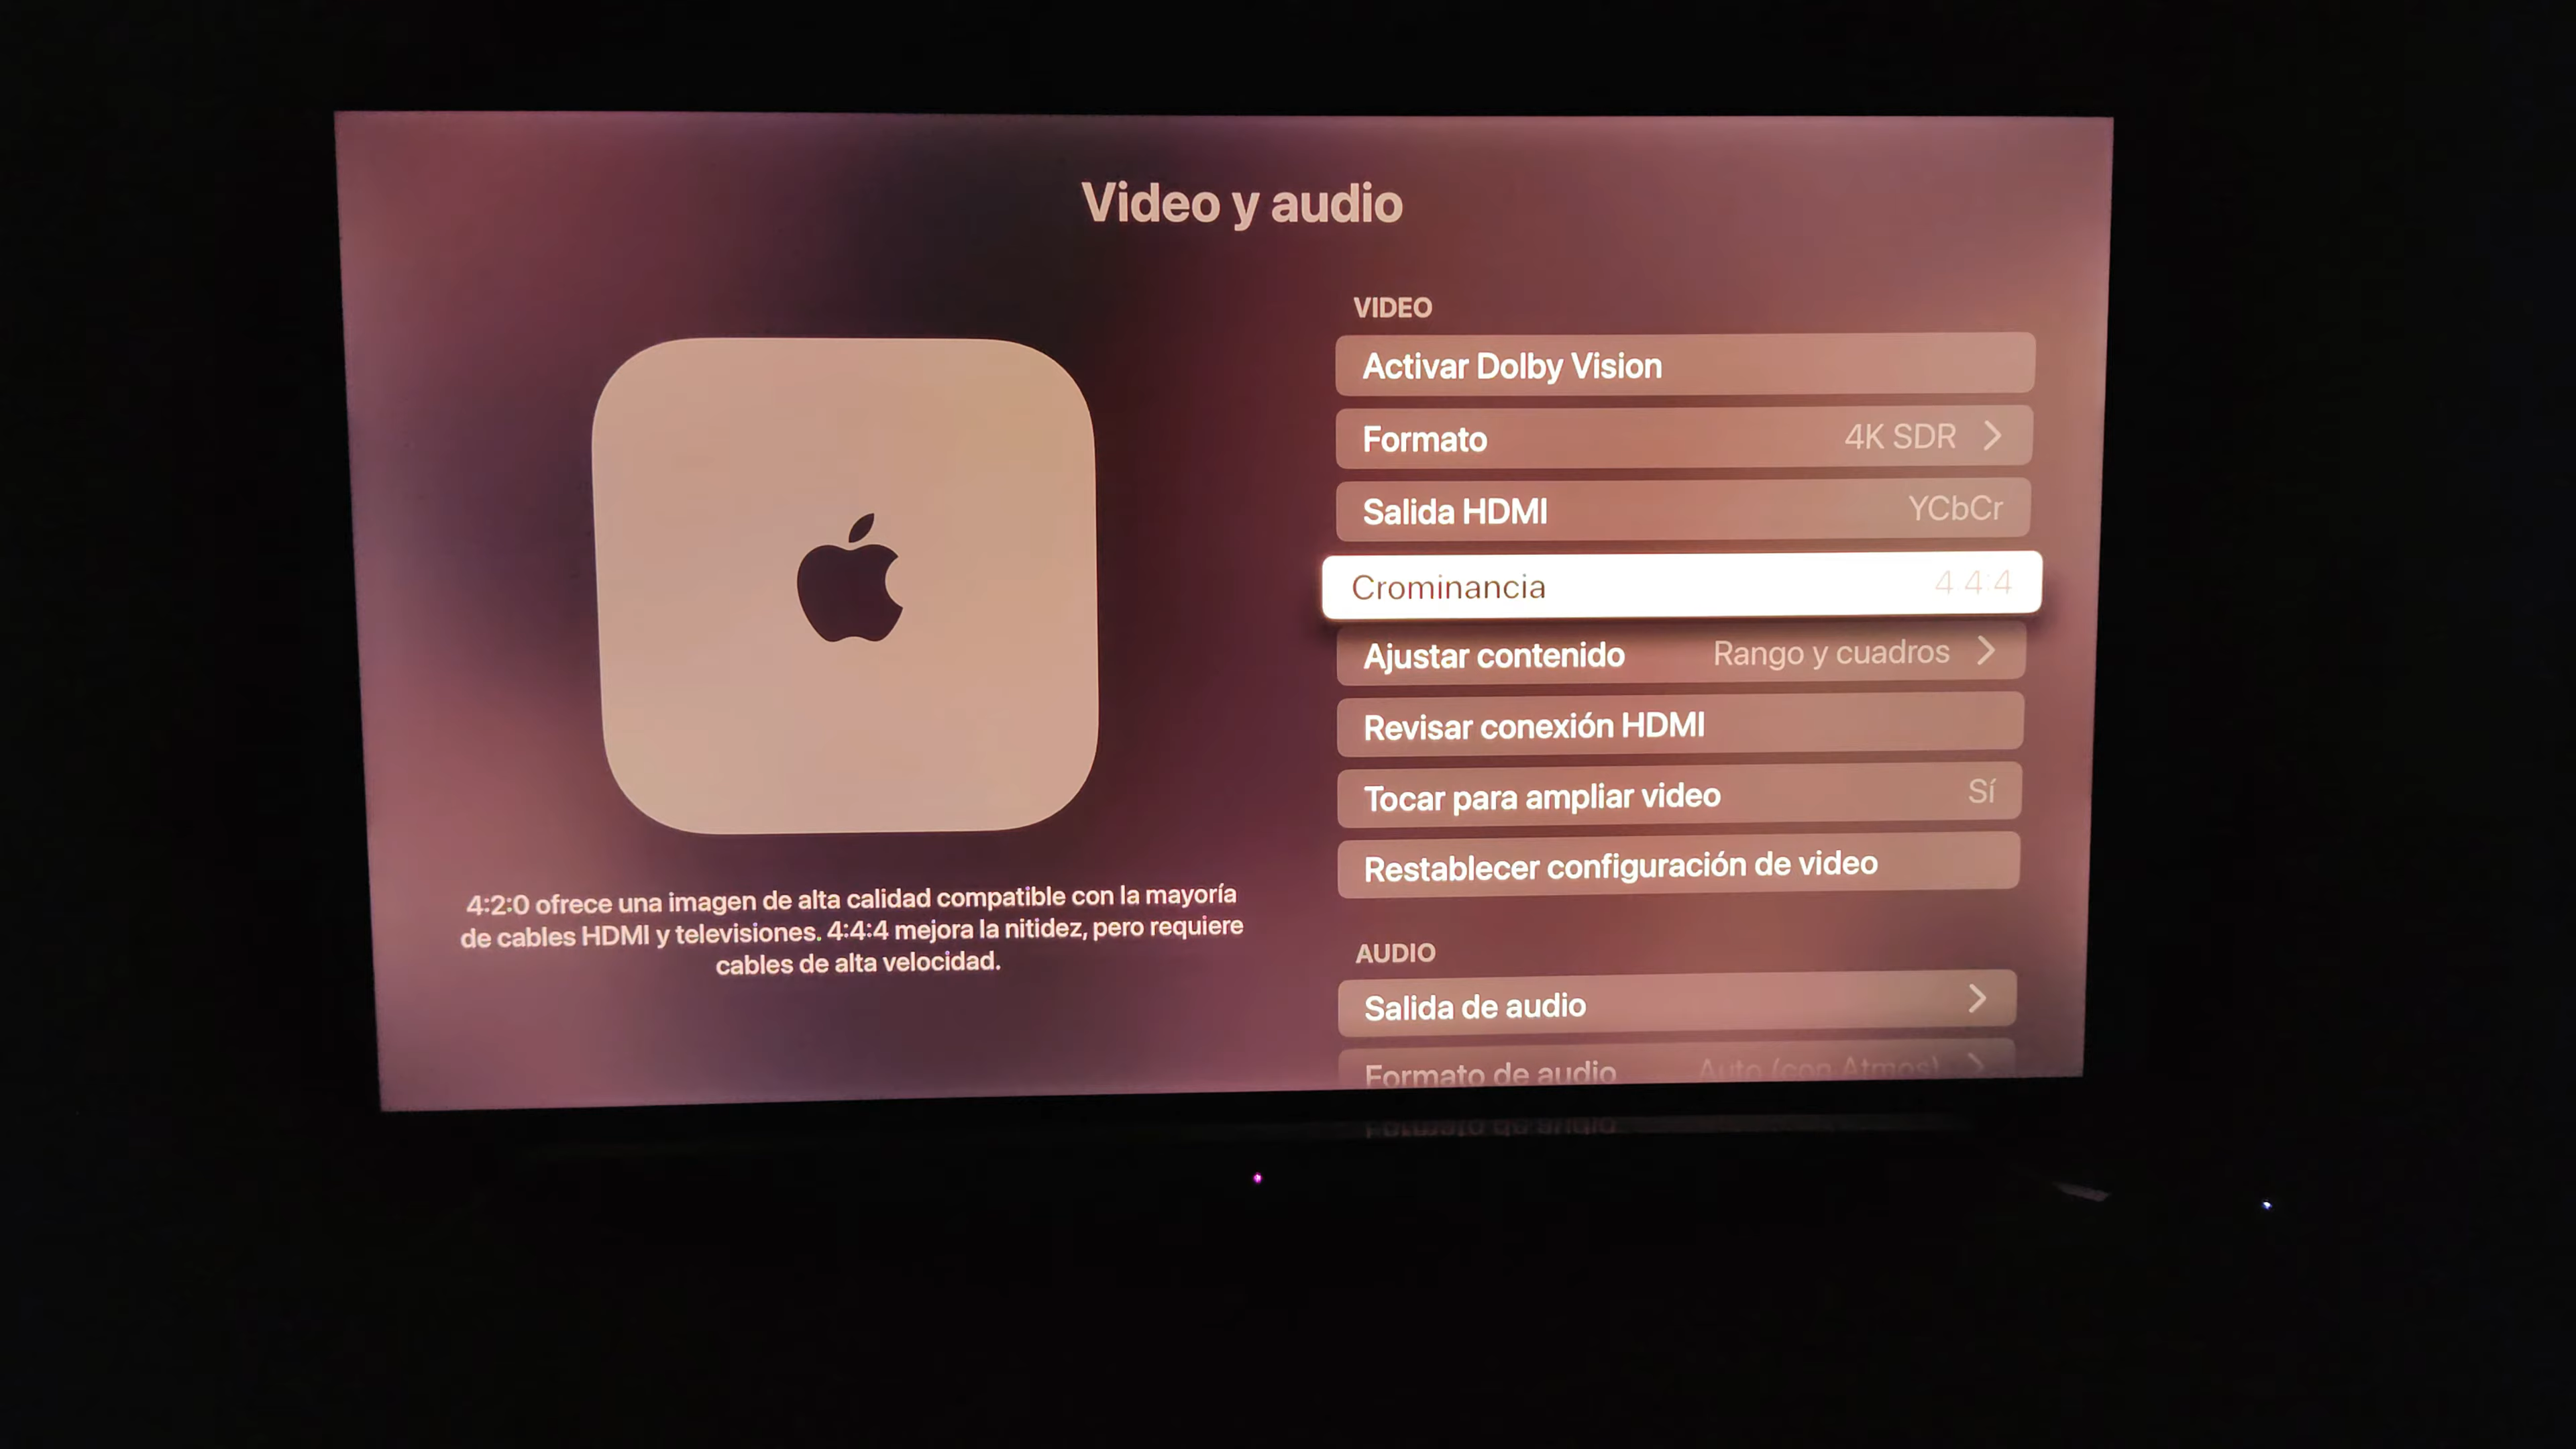 Video y audio
VIDEO
Activar Dolby Vision
Formato 4K SDR
Salida HDMI YCbCr
Crominancia 4:4:4
Ajustar contenido Rango y cuadros
Revisar conexión HDMI
Tocar para ampliar video Sí
Restablecer configuración de video
AUDIO
Salida de audio
Formato de audio Auto (con Atmos)
4:2:0 ofrece una imagen de alta calidad compatible con la mayoría
de cables HDMI y televisiones. 4:4:4 mejora la nitidez, pero requiere
cables de alta velocidad.